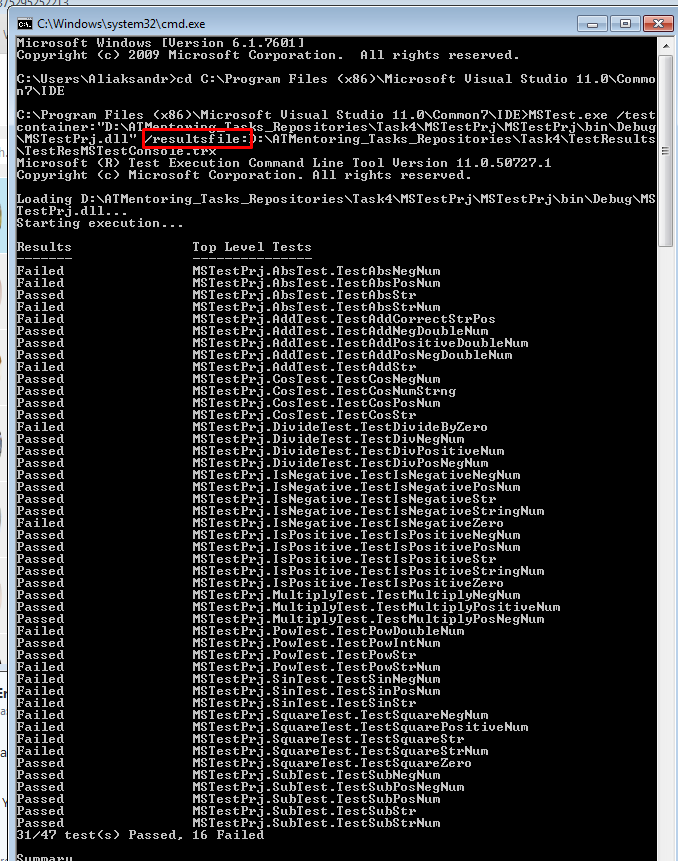 C:\Windows\system32\cmd.exe
Microsoft Windows [Version 6.1.7601]
Copyright (c) 2009 Microsoft Corporation.  All rights reserved.
C:\Users\Aliaksandr>cd C:\Program Files (x86)\Microsoft Visual Studio 11.0\Commo
n7\IDE
C:\Program Files (x86)\Microsoft Visual Studio 11.0\Common7\IDE>MSTest.exe /test
container:"D:\ATMentoring_Tasks_Repositories\Task4\MSTestPrj\MSTestPrj\bin\Debug
\MSTestPrj.dll" /resultsfile:D:\ATMentoring_Tasks_Repositories\Task4\TestResults
\TestResMSTestConsole.trx
Microsoft (R) Test Execution Command Line Tool Version 11.0.50727.1
Copyright (c) Microsoft Corporation. All rights reserved.
Loading D:\ATMentoring_Tasks_Repositories\Task4\MSTestPrj\MSTestPrj\bin\Debug\MS
TestPrj.dll...
Starting execution...
Results Top Level Tests
------- ---------------
Failed MSTestPrj.AbsTest.TestAbsNegNum
Failed MSTestPrj.AbsTest.TestAbsPosNum
Passed MSTestPrj.AbsTest.TestAbsStr
Failed MSTestPrj.AbsTest.TestAbsStrNum
Failed MSTestPrj.AddTest.TestAddCorrectStrPos
Passed MSTestPrj.AddTest.TestAddNegDoubleNum
Passed MSTestPrj.AddTest.TestAddPositiveDoubleNum
Passed MSTestPrj.AddTest.TestAddPosNegDoubleNum
Failed MSTestPrj.AddTest.TestAddStr
Passed MSTestPrj.CosTest.TestCosNegNum
Passed MSTestPrj.CosTest.TestCosNumStrng
Passed MSTestPrj.CosTest.TestCosPosNum
Passed MSTestPrj.CosTest.TestCosStr
Failed MSTestPrj.DivideTest.TestDivideByZero
Passed MSTestPrj.DivideTest.TestDivNegNum
Passed MSTestPrj.DivideTest.TestDivPositiveNum
Passed MSTestPrj.DivideTest.TestDivPosNegNum
Passed MSTestPrj.IsNegative.TestIsNegativeNegNum
Passed MSTestPrj.IsNegative.TestIsNegativePosNum
Passed MSTestPrj.IsNegative.TestIsNegativeStr
Passed MSTestPrj.IsNegative.TestIsNegativeStringNum
Failed MSTestPrj.IsNegative.TestIsNegativeZero
Passed MSTestPrj.IsPositive.TestIsPositiveNegNum
Passed MSTestPrj.IsPositive.TestIsPositivePosNum
Passed MSTestPrj.IsPositive.TestIsPositiveStr
Passed MSTestPrj.IsPositive.TestIsPositiveStringNum
Passed MSTestPrj.IsPositive.TestIsPositiveZero
Passed MSTestPrj.MultiplyTest.TestMultiplyNegNum
Passed MSTestPrj.MultiplyTest.TestMultiplyPositiveNum
Passed MSTestPrj.MultiplyTest.TestMultiplyPosNegNum
Failed MSTestPrj.PowTest.TestPowDoubleNum
Passed MSTestPrj.PowTest.TestPowIntNum
Passed MSTestPrj.PowTest.TestPowStr
Failed MSTestPrj.PowTest.TestPowStrNum
Failed MSTestPrj.SinTest.TestSinNegNum
Failed MSTestPrj.SinTest.TestSinPosNum
Failed MSTestPrj.SinTest.TestSinStr
Failed MSTestPrj.SquareTest.TestSquareNegNum
Failed MSTestPrj.SquareTest.TestSquarePositiveNum
Failed MSTestPrj.SquareTest.TestSquareStr
Failed MSTestPrj.SquareTest.TestSquareStrNum
Passed MSTestPrj.SquareTest.TestSquareZero
Passed MSTestPrj.SubTest.TestSubNegNum
Passed MSTestPrj.SubTest.TestSubPosNegNum
Passed MSTestPrj.SubTest.TestSubPosNum
Passed MSTestPrj.SubTest.TestSubStr
Passed MSTestPrj.SubTest.TestSubStrNum
31/47 test(s) Passed, 16 Failed
Summary